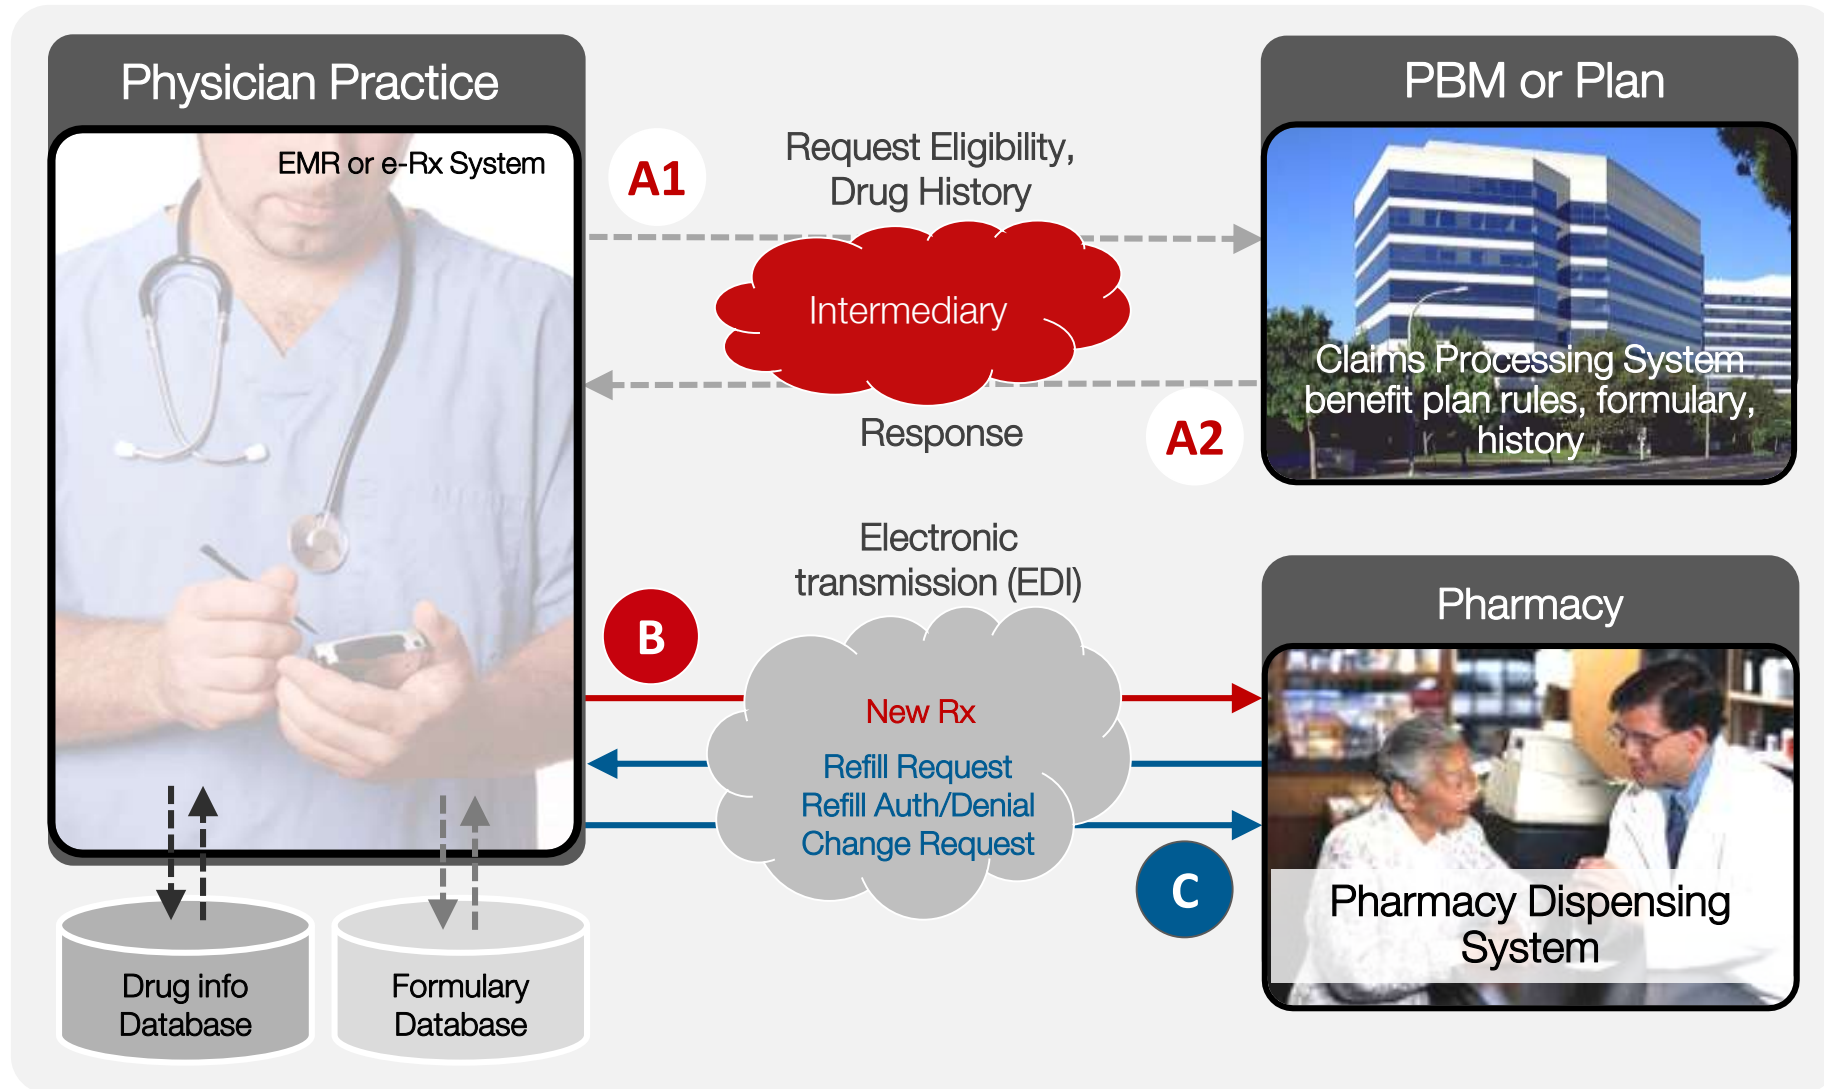 Physician Practice
EMR or e-Rx System
A1
Request Eligibility,
Drug History
Intermediary
Response
A2
PBM or Plan
Claims Processing System
benefit plan rules, formulary,
history
Electronic
transmission (EDI)
B
New Rx
Refill Request
Refill Auth/Denial
Change Request
C
Pharmacy
Pharmacy Dispensing
System
Drug info
Database
Formulary
Database